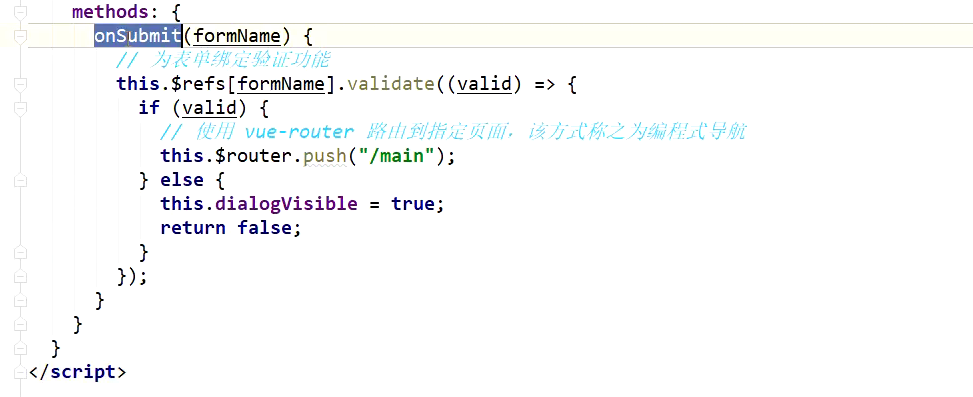 methods: {
onSubmit(formName) {
// 为表单绑定验证功能
this.$refs[formName].validate((valid) => {
if (valid) {
// 使用 vue-router 路由到指定页面，该方式称之为编程式导航
this.$router.push("/main");
} else {
this.dialogVisible = true;
return false;
}
});
}
}
}
</script>